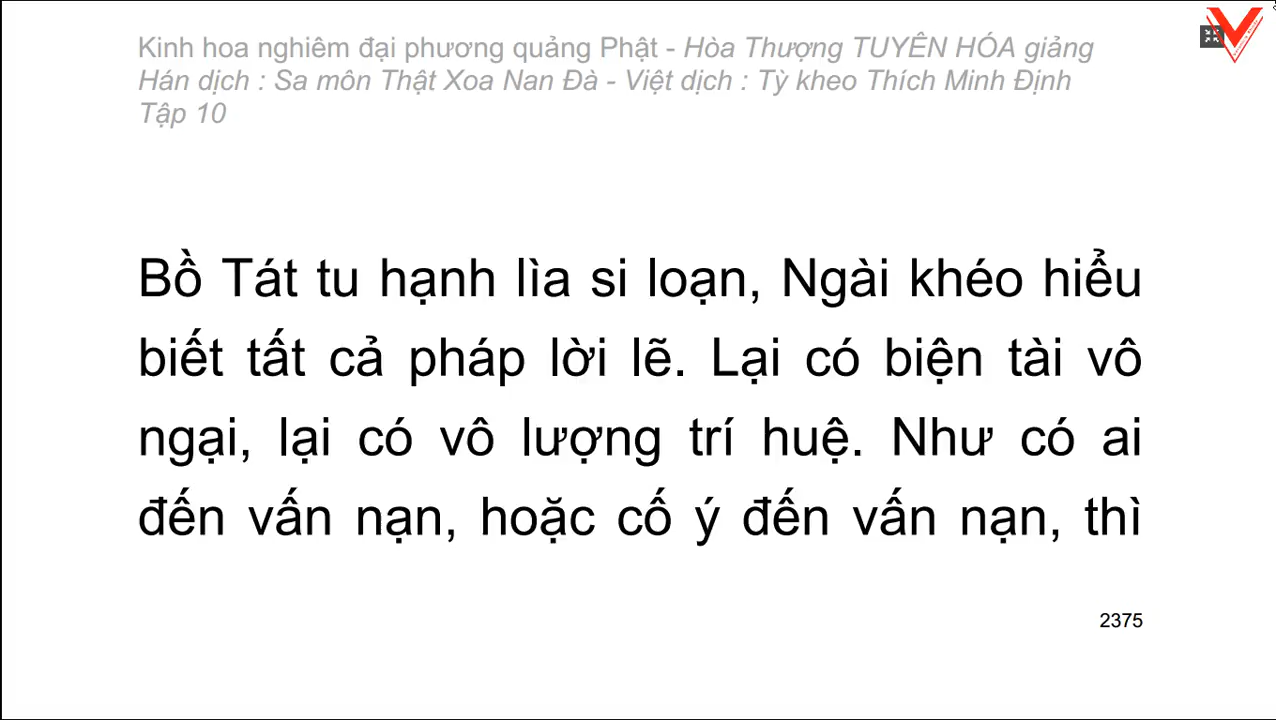 Kinh hoa nghiêm đại phương quảng Phật - Hòa Thượng TUYÊN HÓA giảng
Hán dịch : Sa môn Thật Xoa Nan Đà - Việt dịch : Tỳ kheo Thích Minh Định
Tập 10
Bồ Tát tu hạnh lìa si loạn, Ngài khéo hiểu
biết tất cả pháp lời lẽ. Lại có biện tài vô
ngại, lại có vô lượng trí huệ. Như có ai
đến vấn nạn, hoặc cố ý đến vấn nạn, thì
2375